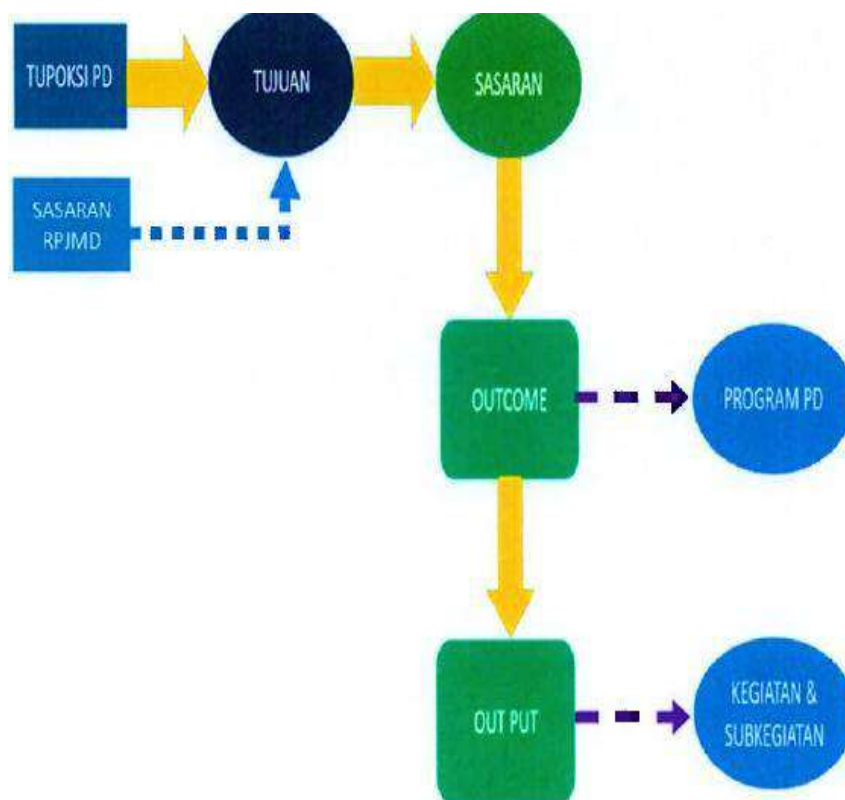 TUPOKSI PD
TUJUAN
SASARAN
SASARAN
RPJMD
OUTCOME
PROGRAM PD
OUT PUT
KEGIATAN &
SUBKEGIATAN